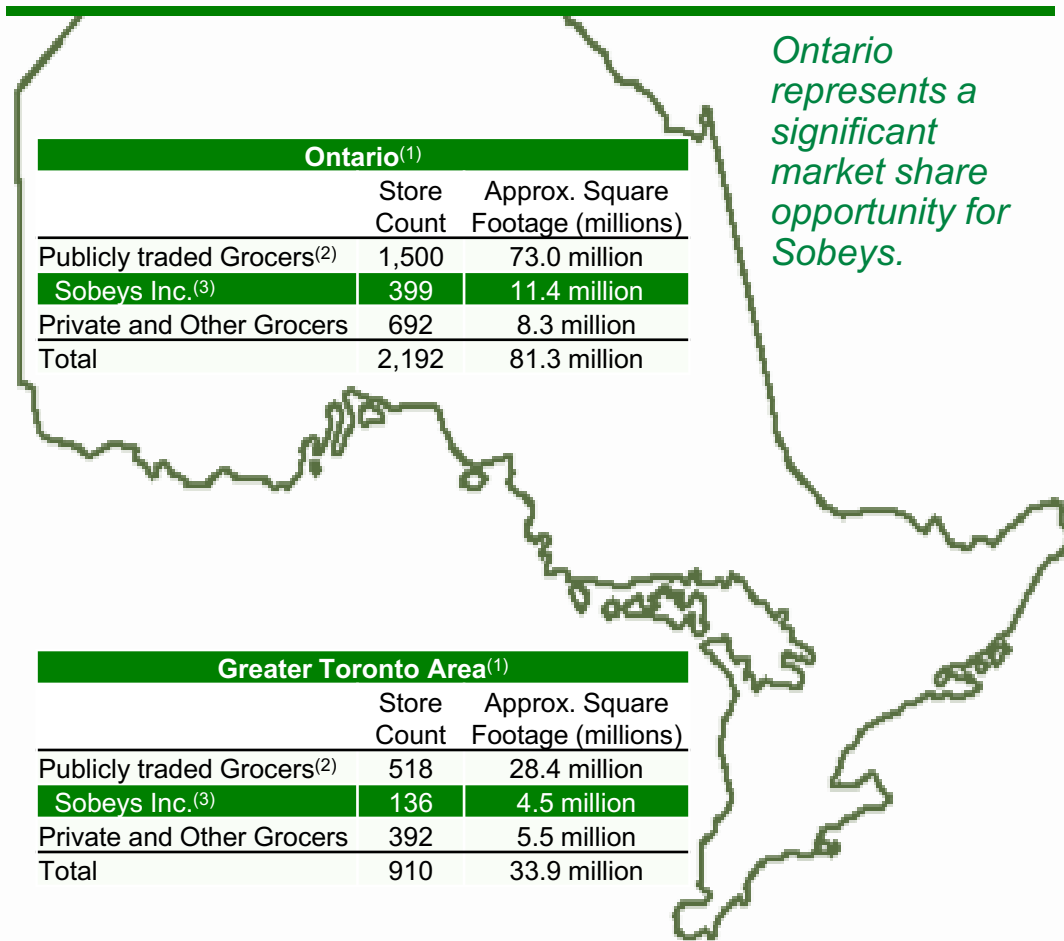 Ontario
represents a
significant
market share
opportunity for
Sobeys.
Ontario(1)
Store Count Approx. Square Footage (millions)
Publicly traded Grocers(2) 1,500 73.0 million
Sobeys Inc.(3) 399 11.4 million
Private and Other Grocers 692 8.3 million
Total 2,192 81.3 million
Greater Toronto Area(1)
Store Count Approx. Square Footage (millions)
Publicly traded Grocers(2) 518 28.4 million
Sobeys Inc.(3) 136 4.5 million
Private and Other Grocers 392 5.5 million
Total 910 33.9 million